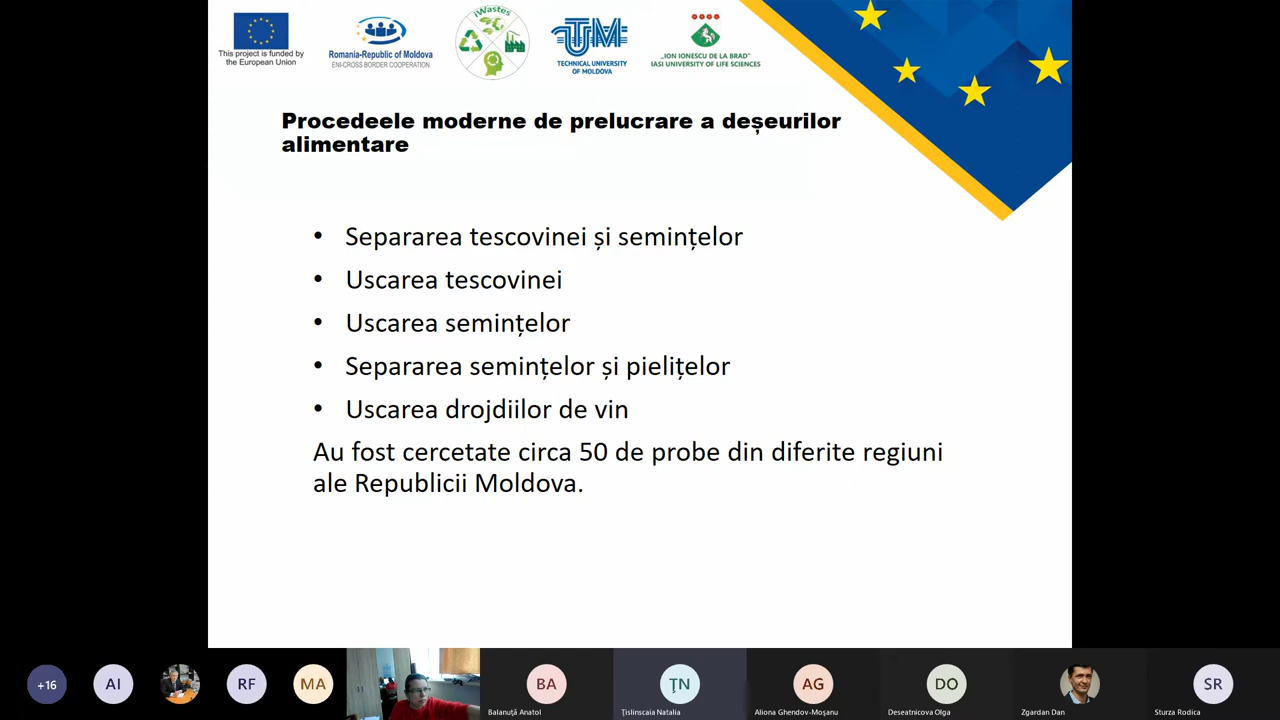 This project is funded by
the European Union
Romania-Republic of Moldova
ENI-CROSS BORDER COOPERATION
iWastes
UTM
TECHNICAL UNIVERSITY
OF MOLDOVA
„ION IONESCU DE LA BRAD”
IASI UNIVERSITY OF LIFE SCIENCES
Procedeele moderne de prelucrare a deșeurilor
alimentare
• Separarea tescovinei și semințelor
• Uscarea tescovinei
• Uscarea semințelor
• Separarea semințelor și pielițelor
• Uscarea drojdiilor de vin
Au fost cercetate circa 50 de probe din diferite regiuni
ale Republicii Moldova.
+16
AI
RF
MA
BA
ȚN
AG
DO
SR
Balanuță Anatol
Țislinscaia Natalia
Aliona Ghendov-Moșanu
Deseatnicova Olga
Zgardan Dan
Sturza Rodica